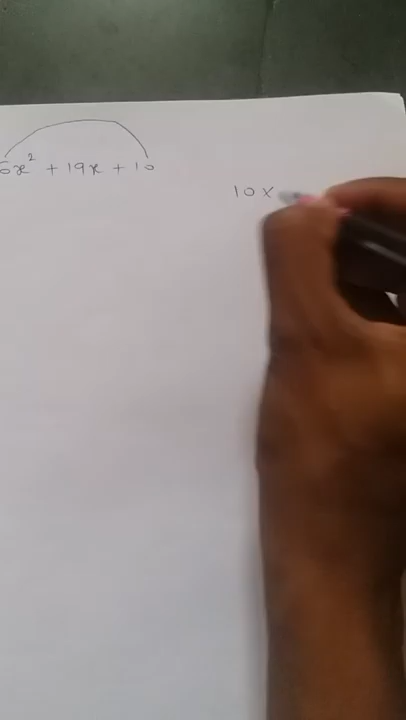 6x² + 19x + 10
10 ×